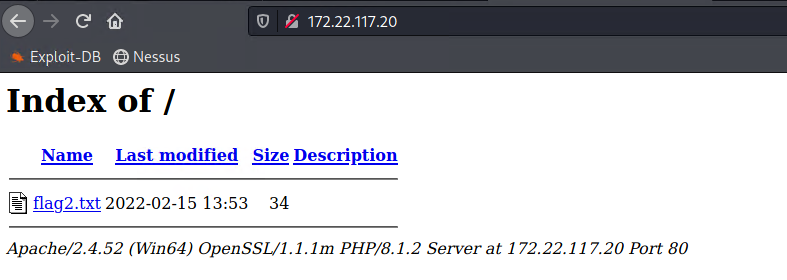 172.22.117.20
Exploit-DB Nessus
Index of /
Name Last modified Size Description
flag2.txt 2022-02-15 13:53 34
Apache/2.4.52 (Win64) OpenSSL/1.1.1m PHP/8.1.2 Server at 172.22.117.20 Port 80